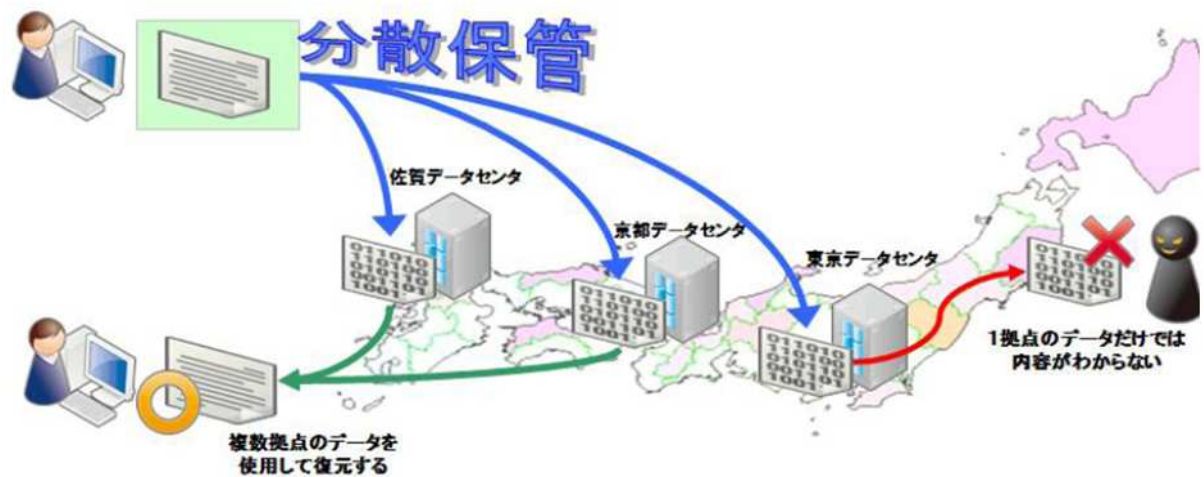 分散保管
佐賀データセンタ
京都データセンタ
東京データセンタ
1拠点のデータだけでは
内容がわからない
複数拠点のデータを
使用して復元する